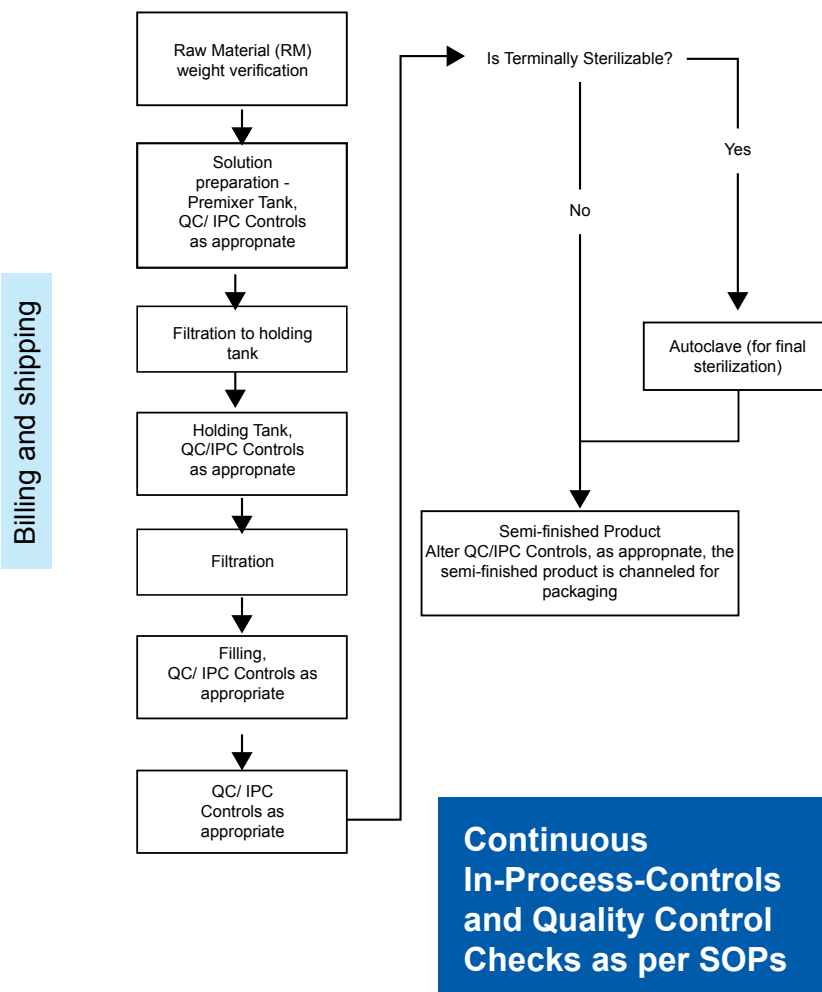 Billing and shipping
Raw Material (RM)
weight verification
Solution
preparation -
Premixer Tank,
QC/ IPC Controls
as appropnate
Filtration to holding
tank
Holding Tank,
QC/IPC Controls
as appropnate
Filtration
Filling,
QC/ IPC Controls as
appropriate
QC/ IPC
Controls as
appropriate
Is Terminally Sterilizable?
Yes
No
Autoclave (for final
sterilization)
Semi-finished Product
Alter QC/IPC Controls, as appropnate, the
semi-finished product is channeled for
packaging
Continuous
In-Process-Controls
and Quality Control
Checks as per SOPs